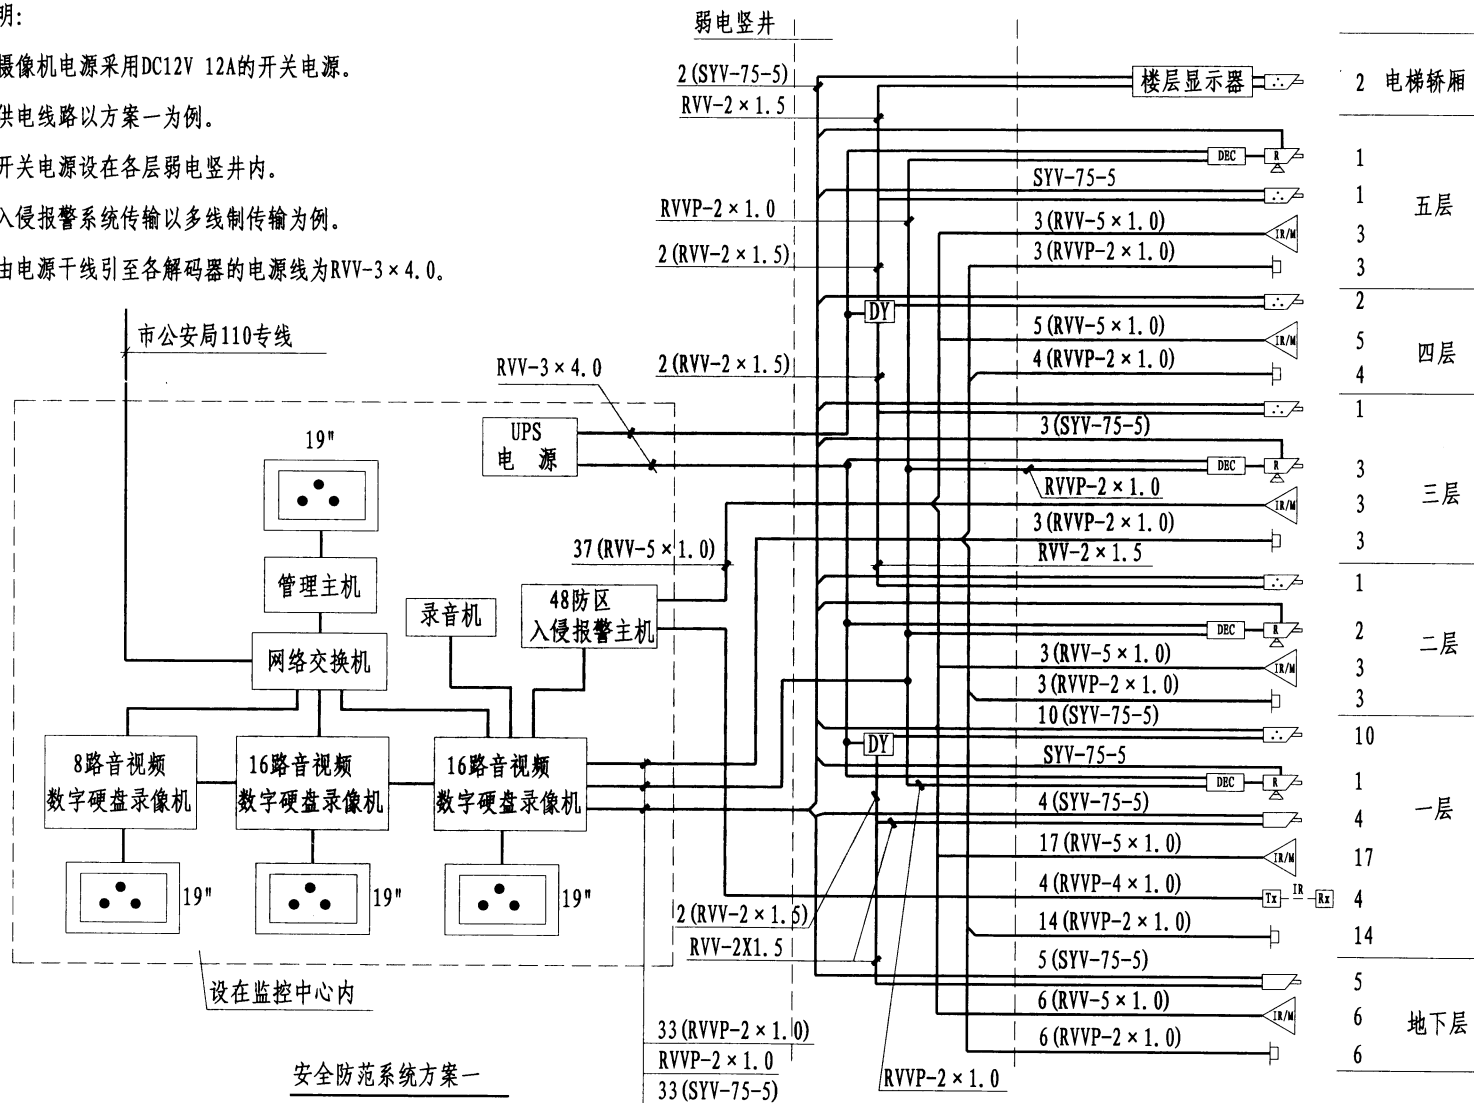 明:
摄像机电源采用DC12V 12A的开关电源。
供电线路以方案一为例。
开关电源设在各层弱电竖井内。
入侵报警系统传输以多线制传输为例。
由电源干线引至各解码器的电源线为RVV-3×4.0。
市公安局110专线
弱电竖井
2(SYV-75-5)
RVV-2×1.5
RVVP-2×1.0
2(RVV-2×1.5)
DY
2(RVV-2×1.5)
RVV-3×4.0
UPS
电 源
19"
管理主机
网络交换机
录音机
48防区
入侵报警主机
37(RVV-5×1.0)
8路音视频
数字硬盘录像机
16路音视频
数字硬盘录像机
16路音视频
数字硬盘录像机
19"
19"
19"
设在监控中心内
2(RVV-2×1.5)
RVV-2X1.5
33(RVVP-2×1.0)
RVVP-2×1.0
33(SYV-75-5)
RVVP-2×1.0
安全防范系统方案一
楼层显示器
2 电梯轿厢
DEC
R
1
SYV-75-5
1
五层
3(RVV-5×1.0)
IR/M
3
3(RVVP-2×1.0)
3
2
5(RVV-5×1.0)
IR/M
5
四层
4(RVVP-2×1.0)
4
1
3(SYV-75-5)
DEC
R
3
RVVP-2×1.0
三层
IR/M
3
3(RVVP-2×1.0)
3
RVV-2×1.5
1
DEC
R
2
二层
3(RVV-5×1.0)
IR/M
3
3(RVVP-2×1.0)
3
10(SYV-75-5)
DY
10
SYV-75-5
DEC
R
1
4(SYV-75-5)
4
一层
17(RVV-5×1.0)
IR/M
17
4(RVVP-4×1.0)
Tx
IR
Rx
4
14(RVVP-2×1.0)
14
5(SYV-75-5)
5
6(RVV-5×1.0)
IR/M
6
地下层
6(RVVP-2×1.0)
6